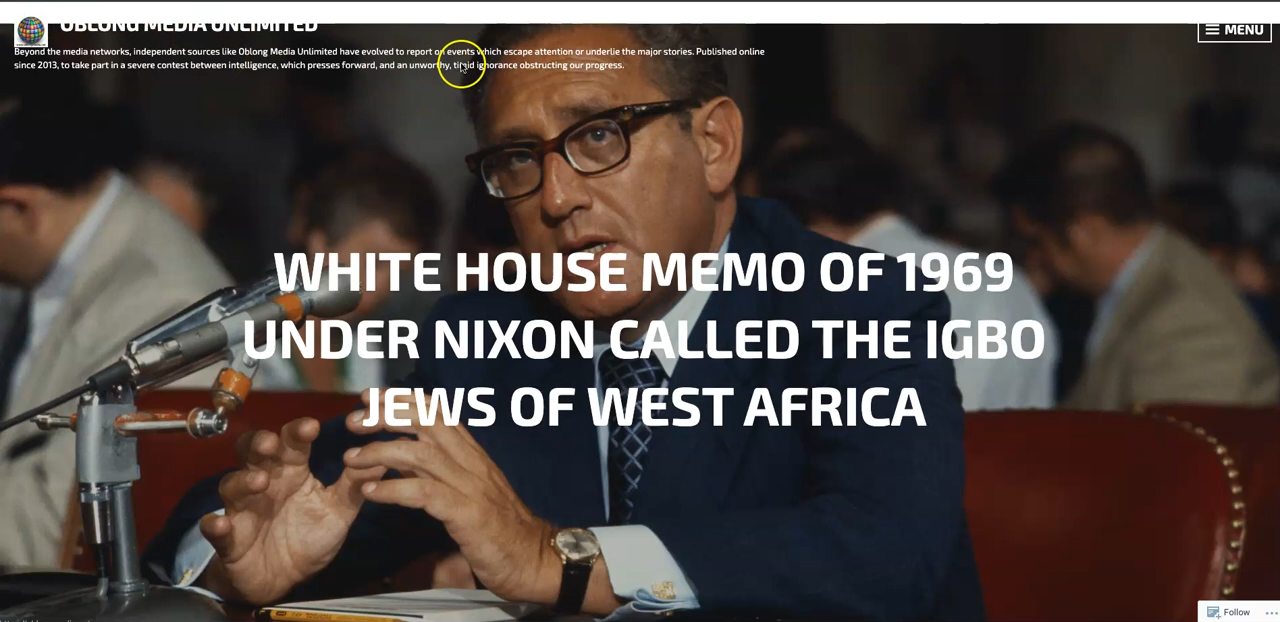 OBLONG MEDIA UNLIMITED
MENU
Beyond the media networks, independent sources like Oblong Media Unlimited have evolved to report on events which escape attention or underlie the major stories. Published online
since 2013, to take part in a severe contest between intelligence, which presses forward, and an unworthy, timid ignorance obstructing our progress.
WHITE HOUSE MEMO OF 1969
UNDER NIXON CALLED THE IGBO
JEWS OF WEST AFRICA
Follow